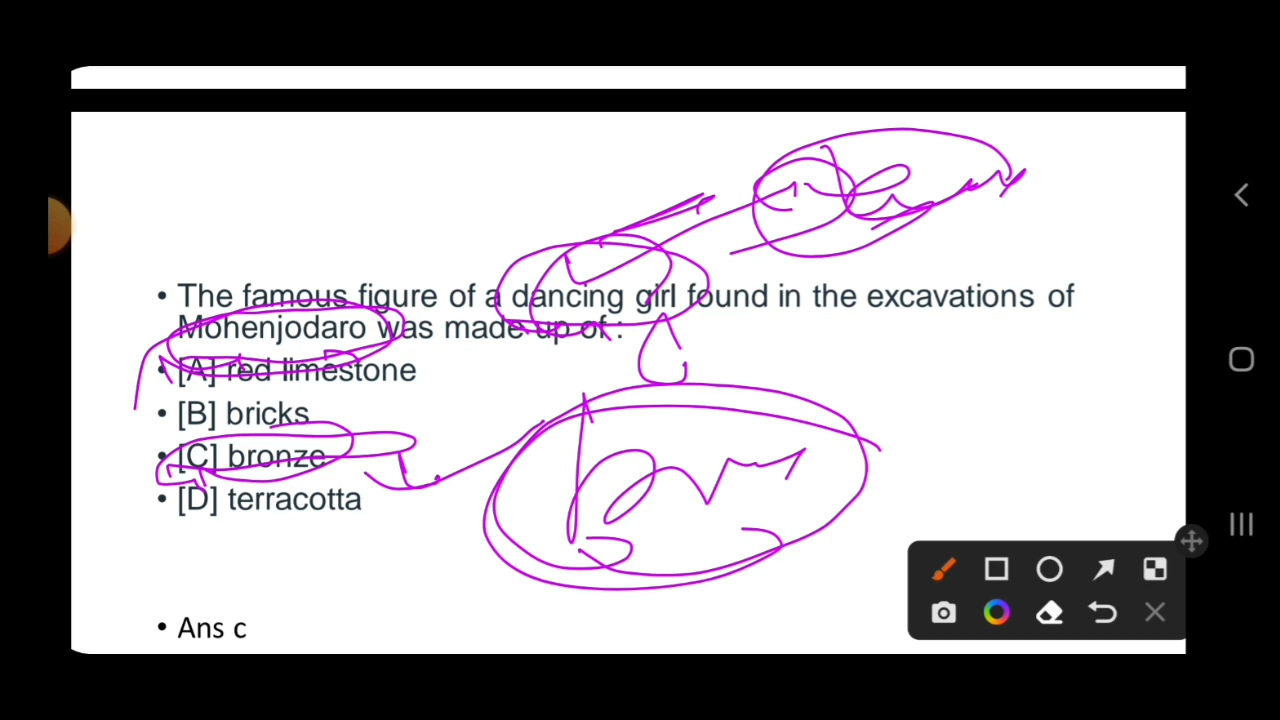 • The famous figure of a dancing girl found in the excavations of
Mohenjodaro was made up of :
• [A] red limestone
• [B] bricks
• [C] bronze
• [D] terracotta
• Ans c